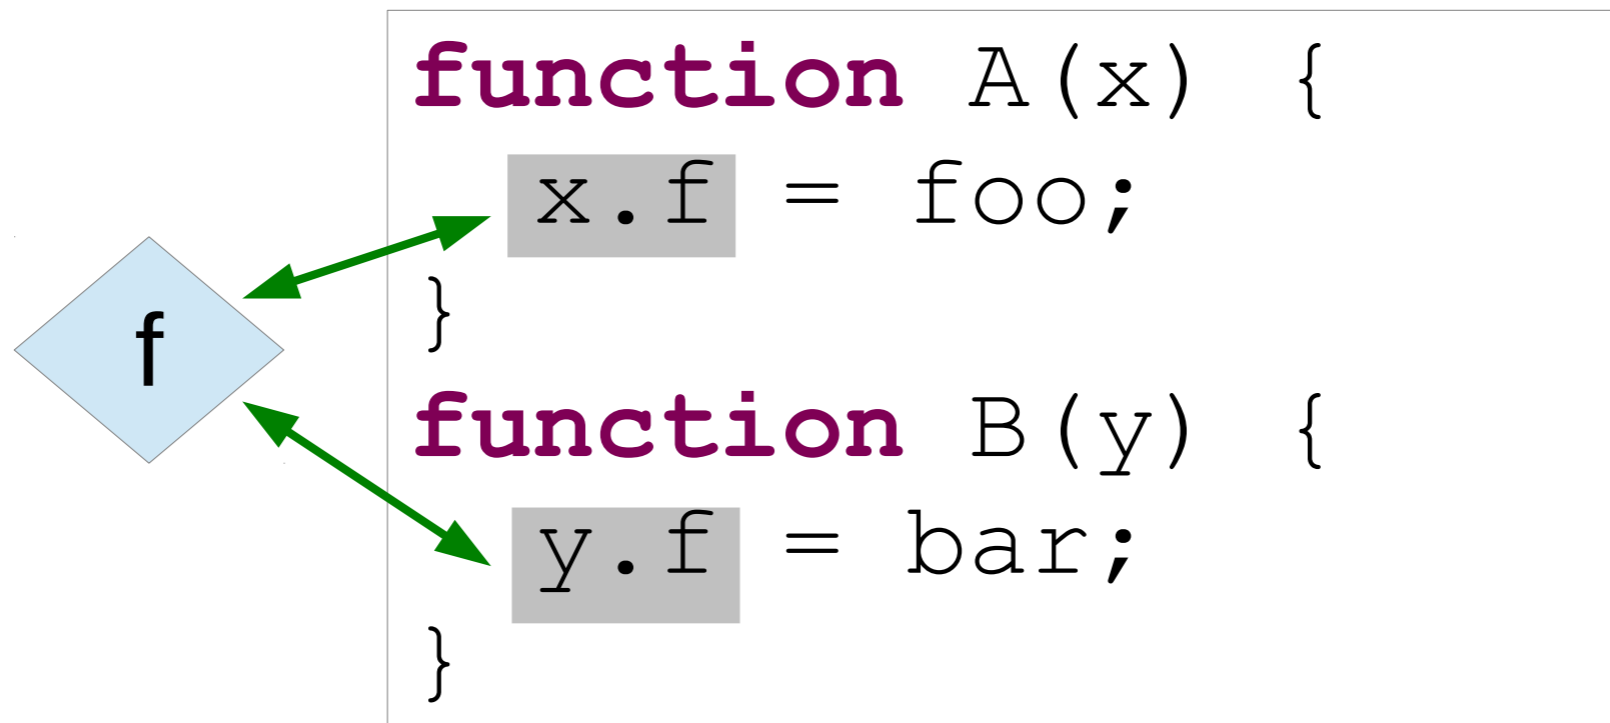 function A(x) {
x.f = foo;
}
f
function B(y) {
y.f = bar;
}